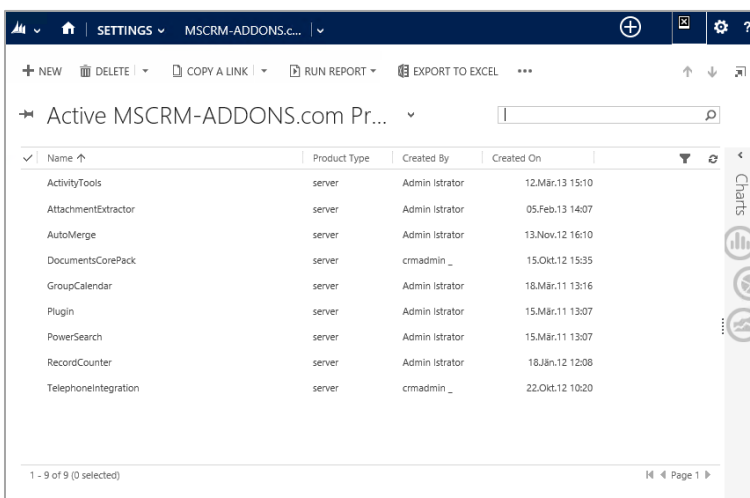 SETTINGS MSCRM-ADDONS.c... ?
NEW DELETE COPY A LINK RUN REPORT EXPORT TO EXCEL ...
Active MSCRM-ADDONS.com Pr...
Name Product Type Created By Created On
ActivityTools server Admin Istrator 12.Mär.13 15:10
AttachmentExtractor server Admin Istrator 05.Feb.13 14:07
AutoMerge server Admin Istrator 13.Nov.12 16:10
DocumentsCorePack server crmadmin _ 15.Okt.12 15:35
GroupCalendar server Admin Istrator 18.Mär.11 13:16
Plugin server Admin Istrator 15.Mär.11 13:07
PowerSearch server Admin Istrator 15.Mär.11 13:07
RecordCounter server Admin Istrator 18.Jän.12 12:08
TelephoneIntegration server crmadmin _ 22.Okt.12 10:20
Charts
1 - 9 of 9 (0 selected) Page 1